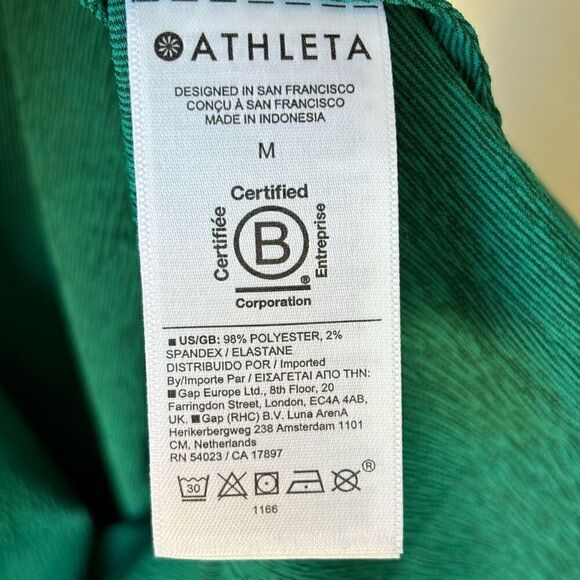 ATHLETA
DESIGNED IN SAN FRANCISCO
CONÇU À SAN FRANCISCO
MADE IN INDONESIA
M
Certified
Certifiée
B
Entreprise
®
Corporation
■ US/GB: 98% POLYESTER, 2%
SPANDEX / ELASTANE
DISTRIBUIDO POR / Imported
By/Importe Par / ΕΙΣΑΓΕΤΑΙ ΑΠΟ ΤΗΝ:
■ Gap Europe Ltd., 8th Floor, 20
Farringdon Street, London, EC4A 4AB,
UK. ■ Gap (RHC) B.V. Luna ArenA
Herikerbergweg 238 Amsterdam 1101
CM, Netherlands
RN 54023 / CA 17897
30 ®
1166